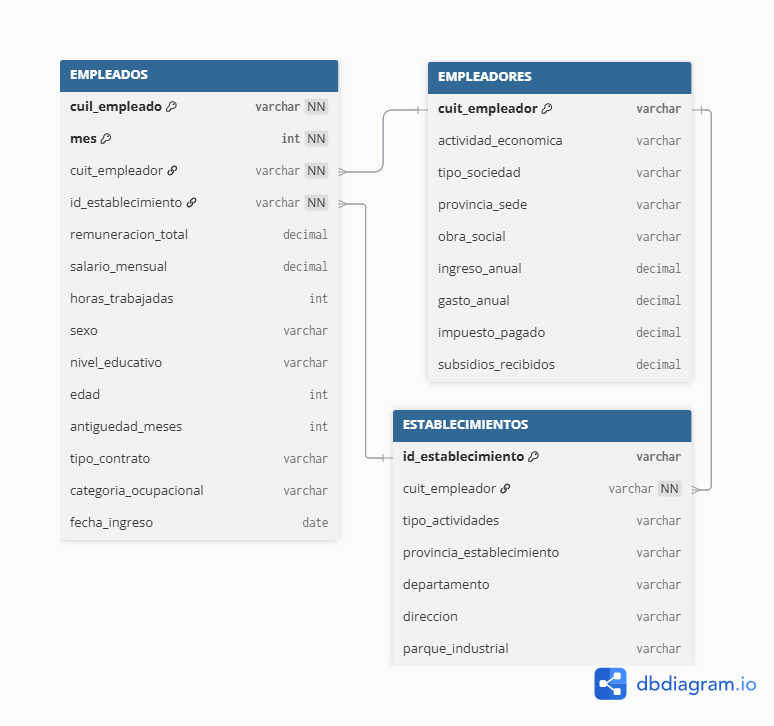 EMPLEADOS
cuil_empleado varchar NN
mes int NN
cuit_empleador varchar NN
id_establecimiento varchar NN
remuneracion_total decimal
salario_mensual decimal
horas_trabajadas int
sexo varchar
nivel_educativo varchar
edad int
antiguedad_meses int
tipo_contrato varchar
categoria_ocupacional varchar
fecha_ingreso date
EMPLEADORES
cuit_empleador varchar
actividad_economica varchar
tipo_sociedad varchar
provincia_sede varchar
obra_social varchar
ingreso_anual decimal
gasto_anual decimal
impuesto_pagado decimal
subsidios_recibidos decimal
ESTABLECIMIENTOS
id_establecimiento varchar
cuit_empleador varchar NN
tipo_actividades varchar
provincia_establecimiento varchar
departamento varchar
direccion varchar
parque_industrial varchar
dbdiagram.io